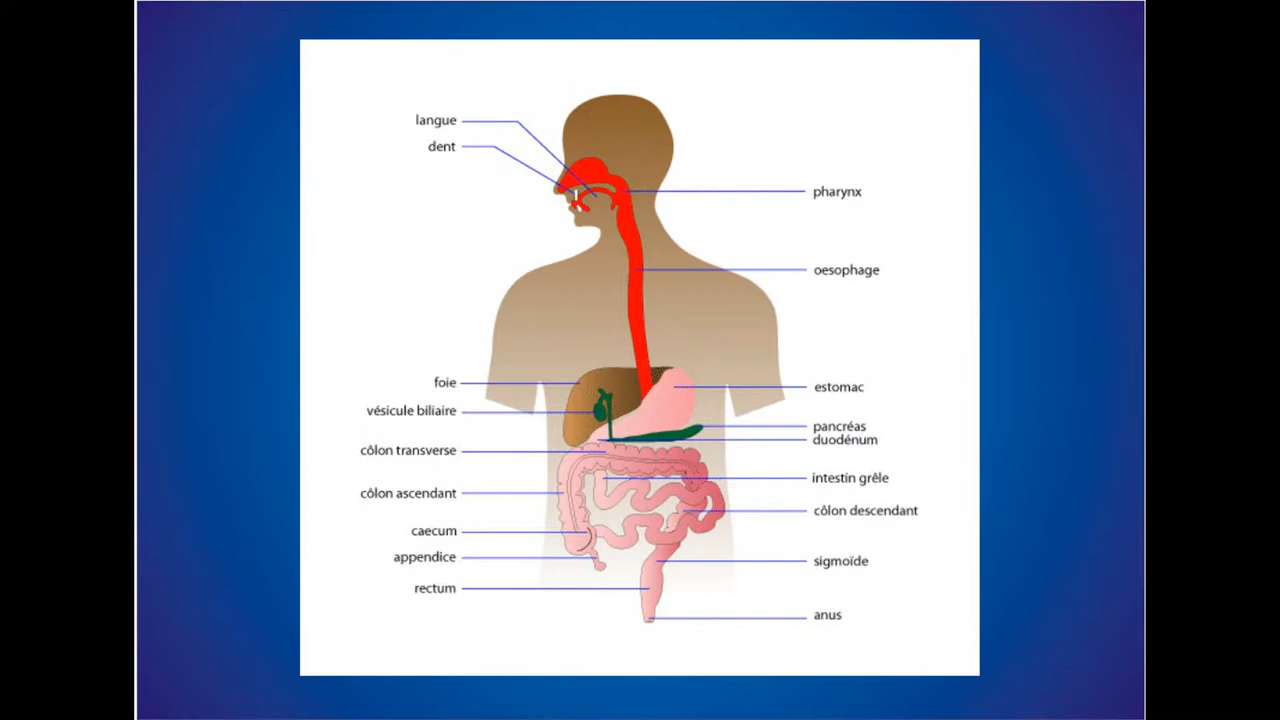 langue
dent
pharynx
oesophage
foie
estomac
vésicule biliaire
pancréas
duodénum
côlon transverse
intestin grêle
côlon ascendant
côlon descendant
caecum
appendice
sigmoïde
rectum
anus